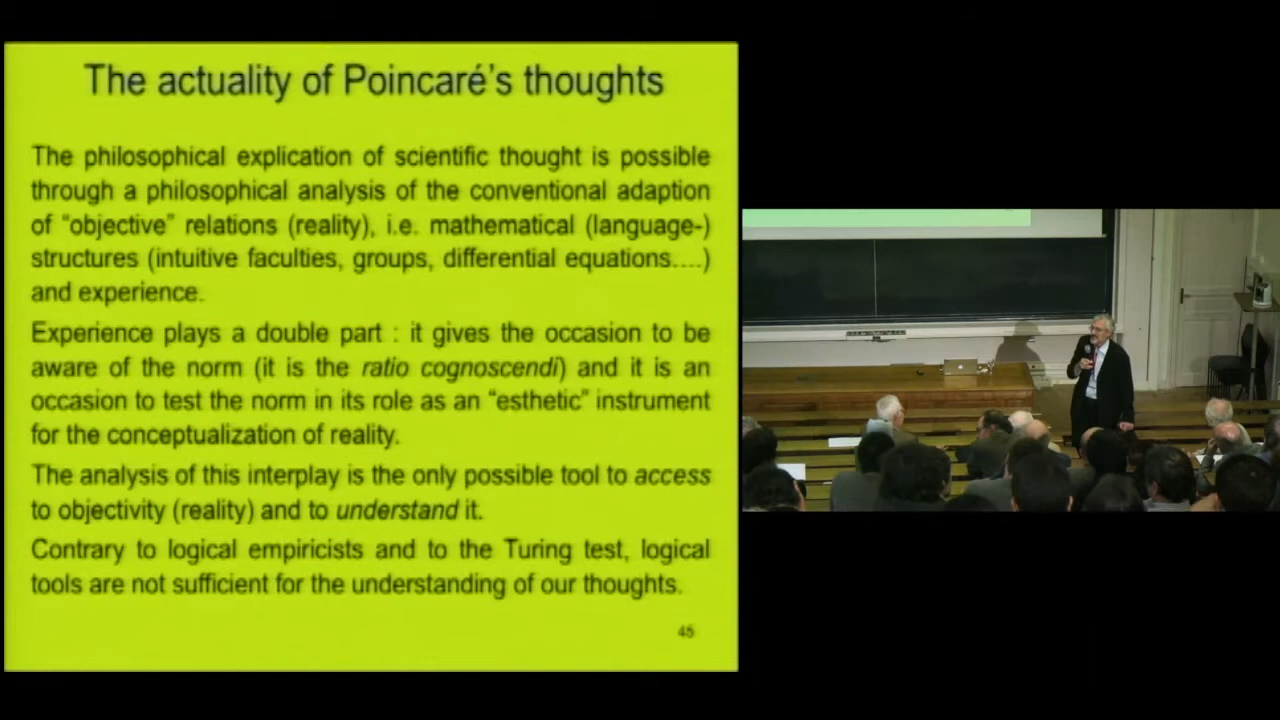 The actuality of Poincaré's thoughts
The philosophical explication of scientific thought is possible
through a philosophical analysis of the conventional adaption
of “objective” relations (reality), i.e. mathematical (language-)
structures (intuitive faculties, groups, differential equations….)
and experience.
Experience plays a double part : it gives the occasion to be
aware of the norm (it is the ratio cognoscendi) and it is an
occasion to test the norm in its role as an “esthetic” instrument
for the conceptualization of reality.
The analysis of this interplay is the only possible tool to access
to objectivity (reality) and to understand it.
Contrary to logical empiricists and to the Turing test, logical
tools are not sufficient for the understanding of our thoughts.
45